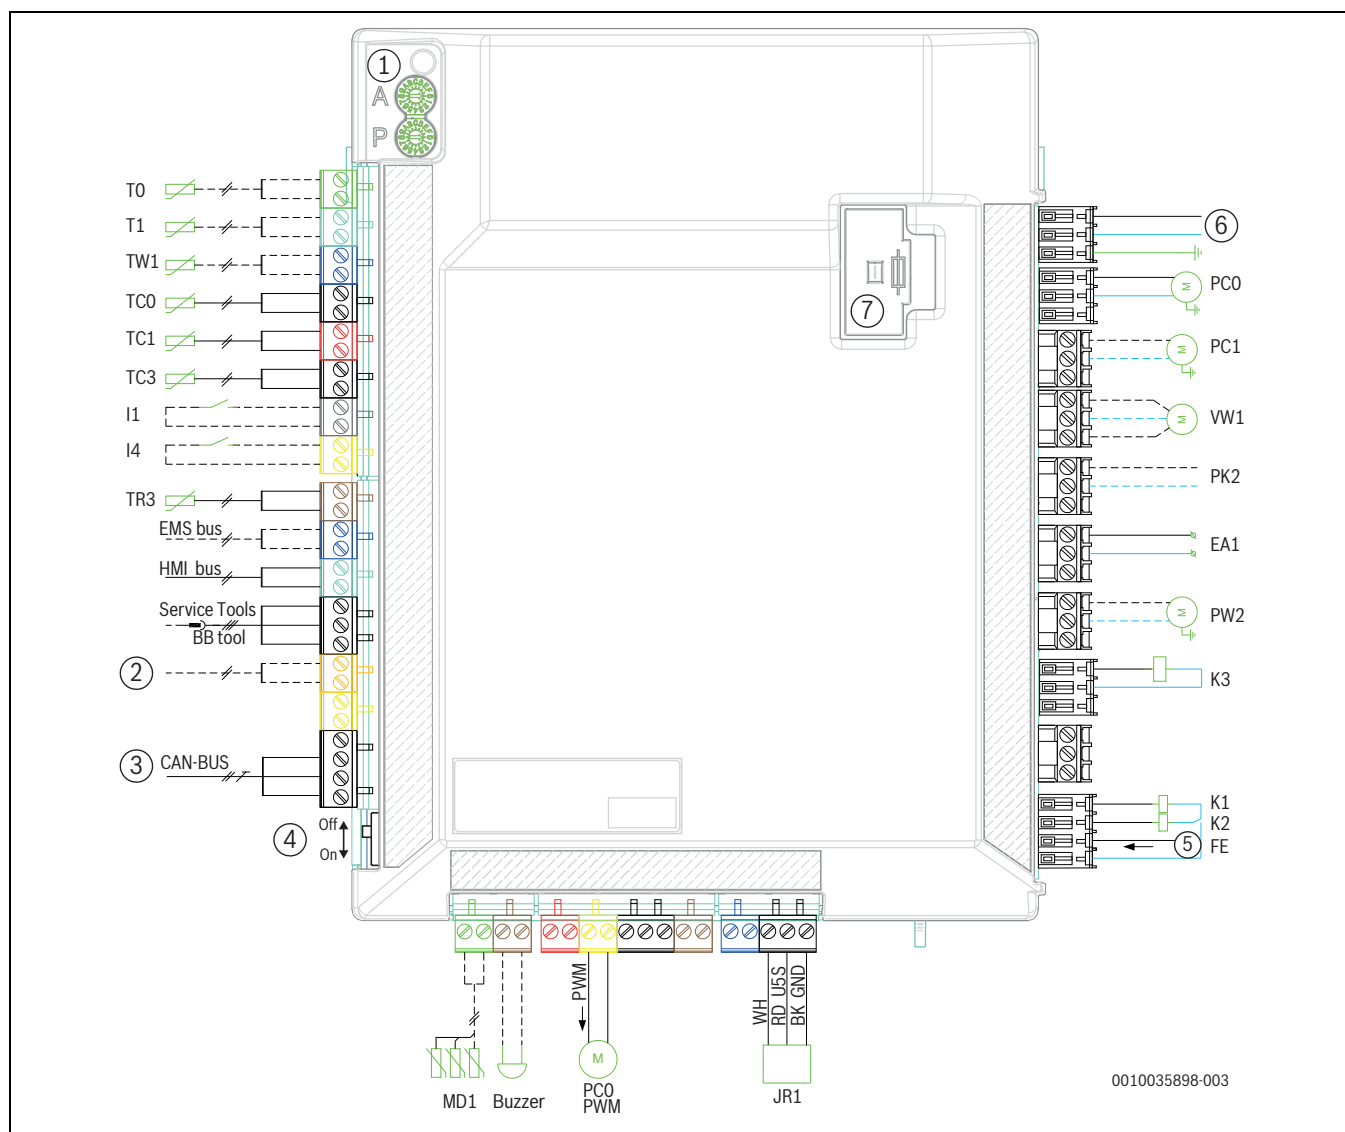 1
A
P
T0
T1
TW1
TC0
TC1
TC3
I1
I4
TR3
EMS bus
HMI bus
Service Tools
BB tool
2
3 CAN-BUS
4 Off
On
7
6
M PC0
M PC1
M VW1
PK2
EA1
M PW2
K3
K1
K2
5 FE
PWM
WH
RD U5S
BK GND
M
MD1
Buzzer
PC0
PWM
JR1
0010035898-003